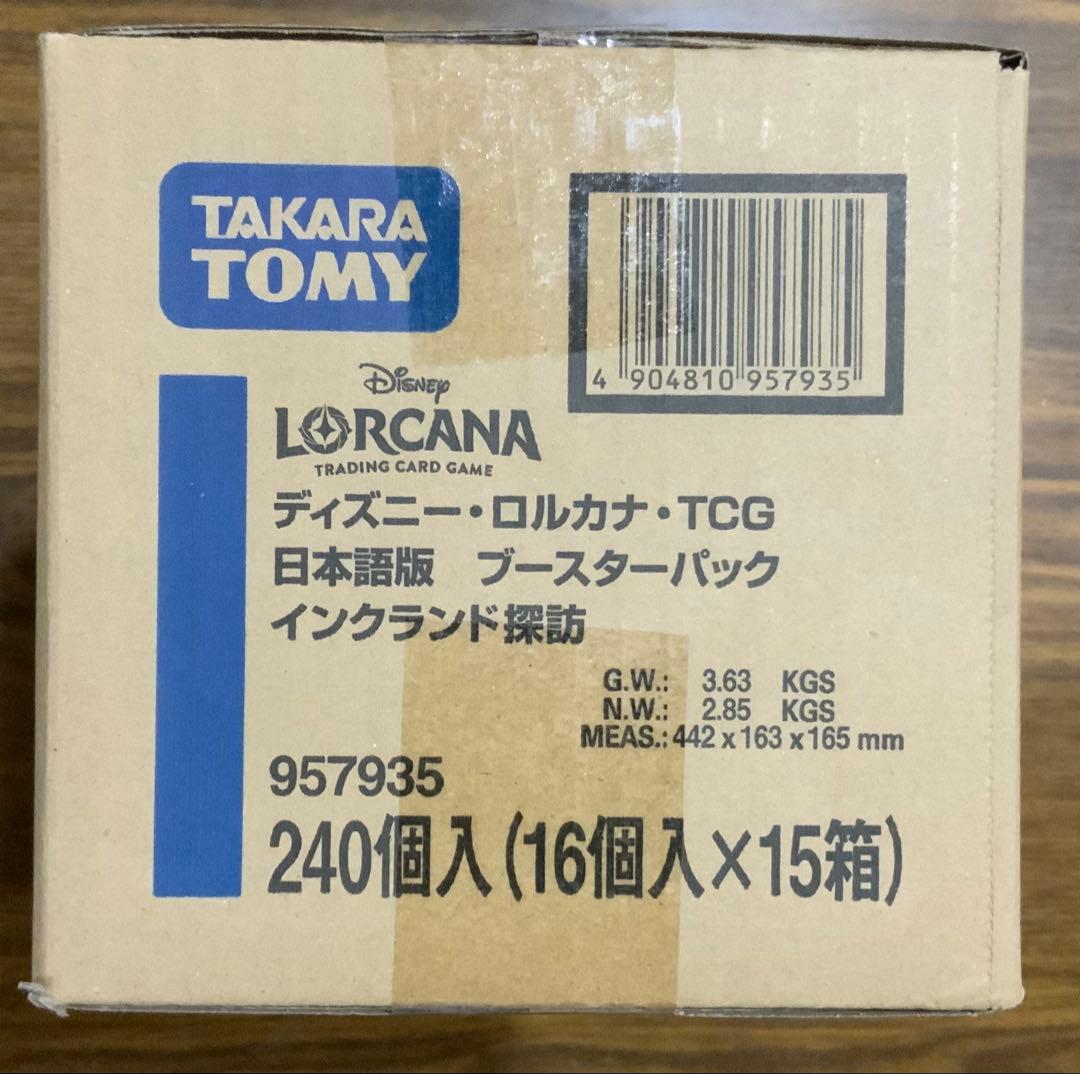 TAKARA
TOMY
4 904810 957935
Disney
LORCANA
TRADING CARD GAME
ディズニー・ロルカナ・TCG
日本語版 ブースターパック
インクランド探訪
G.W.: 3.63 KGS
N.W.: 2.85 KGS
MEAS.: 442 x 163 x 165 mm
957935
240個入(16個入×15箱)